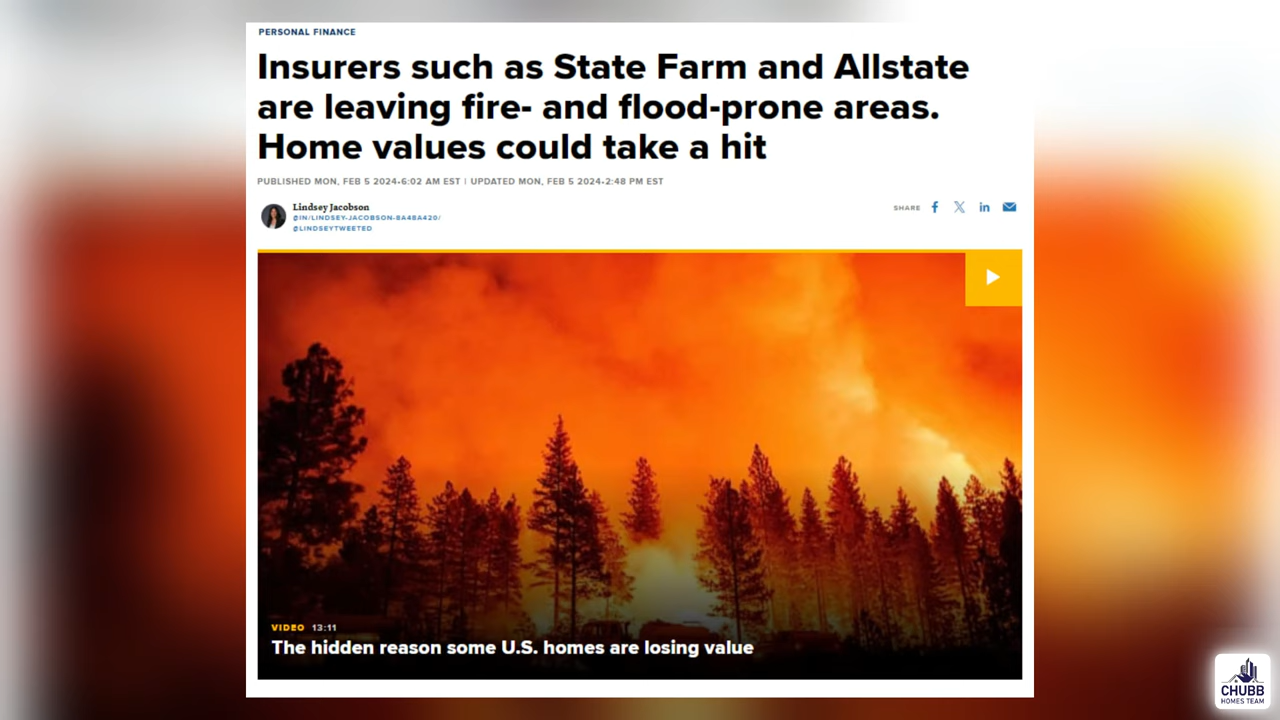 PERSONAL FINANCE
Insurers such as State Farm and Allstate
are leaving fire- and flood-prone areas.
Home values could take a hit
PUBLISHED MON, FEB 5 2024•6:02 AM EST | UPDATED MON, FEB 5 2024•2:48 PM EST
Lindsey Jacobson
@IN/LINDSEY-JACOBSON-8A48A420/
@LINDSEYTWEETED
SHARE
VIDEO 13:11
The hidden reason some U.S. homes are losing value
CHUBB
HOMES TEAM